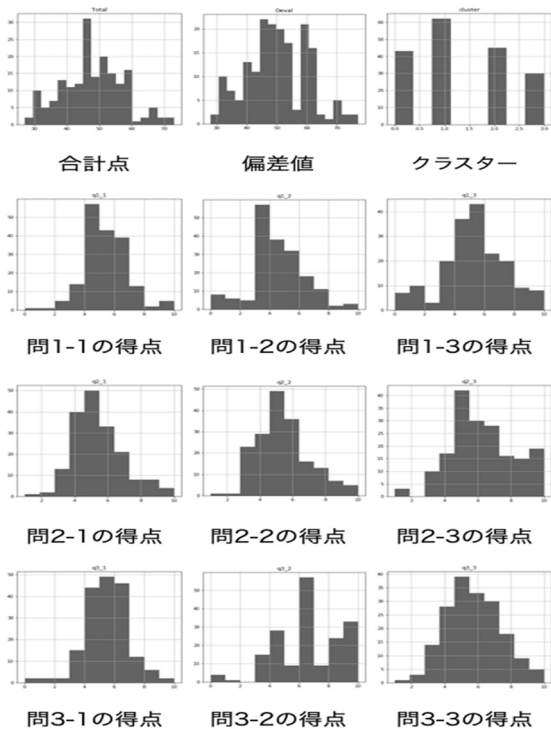 Total Deval cluster
合計点 偏差値 クラスター
q1_1 q1_2 q1_3
問1-1の得点 問1-2の得点 問1-3の得点
q2_1 q2_2 q2_3
問2-1の得点 問2-2の得点 問2-3の得点
q3_1 q3_2 q3_3
問3-1の得点 問3-2の得点 問3-3の得点